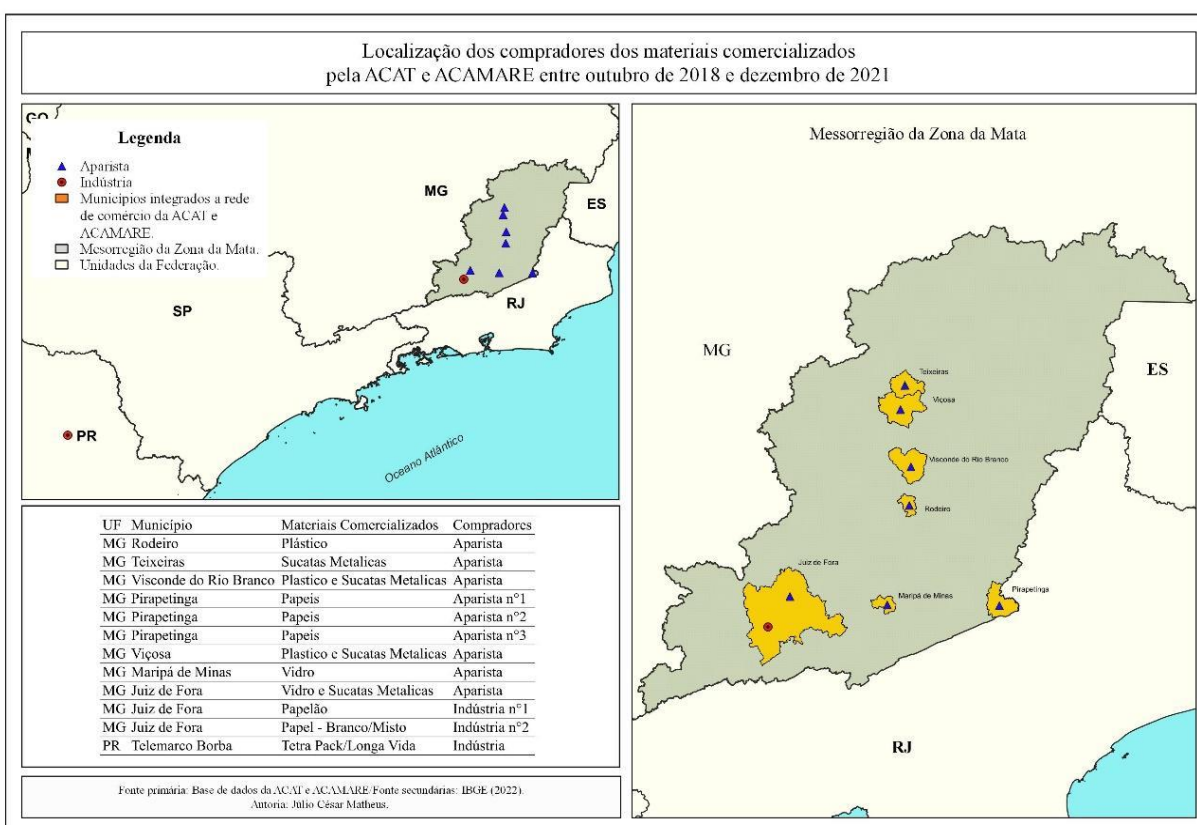 Localização dos compradores dos materiais comercializados
pela ACAT e ACAMARE entre outubro de 2018 e dezembro de 2021
GO
Legenda
Aparista
Indústria
Municípios integrados a rede
de comércio da ACAT e
ACAMARE.
Mesorregião da Zona da Mata.
Unidades da Federação.
MG
ES
RJ
SP
PR
Oceano Atlântico
UF Município Materiais Comercializados Compradores
MG Rodeiro Plástico Aparista
MG Teixeiras Sucatas Metalicas Aparista
MG Visconde do Rio Branco Plastico e Sucatas Metalicas Aparista
MG Pirapetinga Papeis Aparista n°1
MG Pirapetinga Papeis Aparista n°2
MG Pirapetinga Papeis Aparista n°3
MG Viçosa Plastico e Sucatas Metalicas Aparista
MG Maripá de Minas Vidro Aparista
MG Juiz de Fora Vidro e Sucatas Metalicas Aparista
MG Juiz de Fora Papelão Indústria n°1
MG Juiz de Fora Papel - Branco/Misto Indústria n°2
PR Telemarco Borba Tetra Pack/Longa Vida Indústria
Fonte primária: Base de dados da ACAT e ACAMARE/Fonte secundárias: IBGE (2022).
Autoria: Júlio César Matheus.
Messorregião da Zona da Mata
MG
ES
Teixeiras
Viçosa
Visconde do Rio Branco
Rodeiro
Juiz de Fora
Maripá de Minas
Pirapetinga
RJ